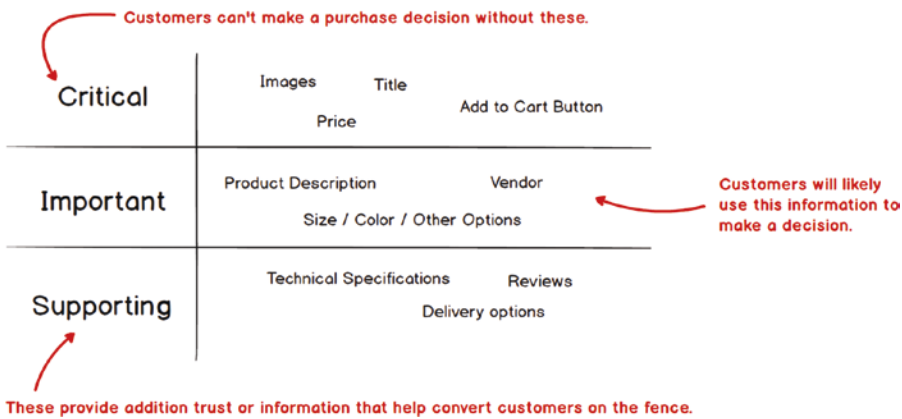 Customers can't make a purchase decision without these.
Critical
Images
Title
Price
Add to Cart Button
Important
Product Description
Vendor
Size / Color / Other Options
Customers will likely
use this information to
make a decision.
Supporting
Technical Specifications
Reviews
Delivery options
These provide addition trust or information that help convert customers on the fence.